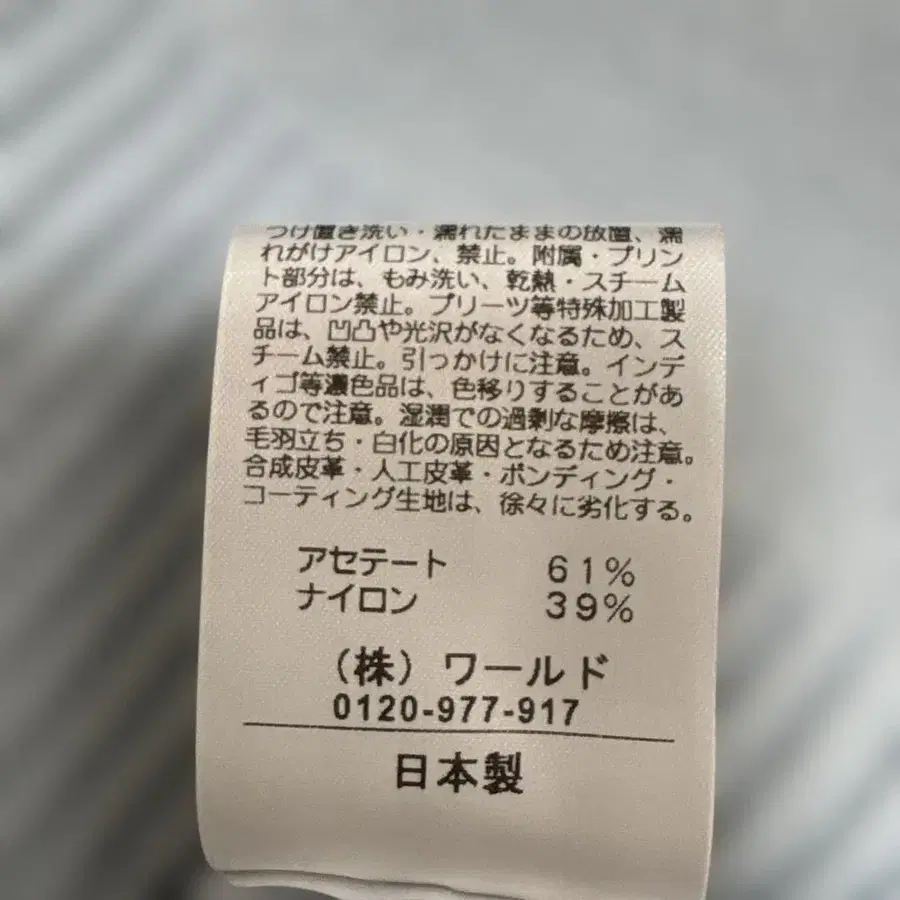 つけ置き洗い・濡れたままの放置、濡
れがけアイロン、禁止。附属・プリン
ト部分は、もみ洗い、乾熱・スチーム
アイロン禁止。プリーツ等特殊加工製
品は、凹凸や光沢がなくなるため、ス
チーム禁止。引っかけに注意。インデ
ィゴ等濃色品は、色移りすることがあ
るので注意。湿潤での過剰な摩擦は、
毛羽立ち・白化の原因となるため注意。
合成皮革・人工皮革・ボンディング・
コーティング生地は、徐々に劣化する。
アセテート 61%
ナイロン 39%
（株）ワールド
0120-977-917
日本製